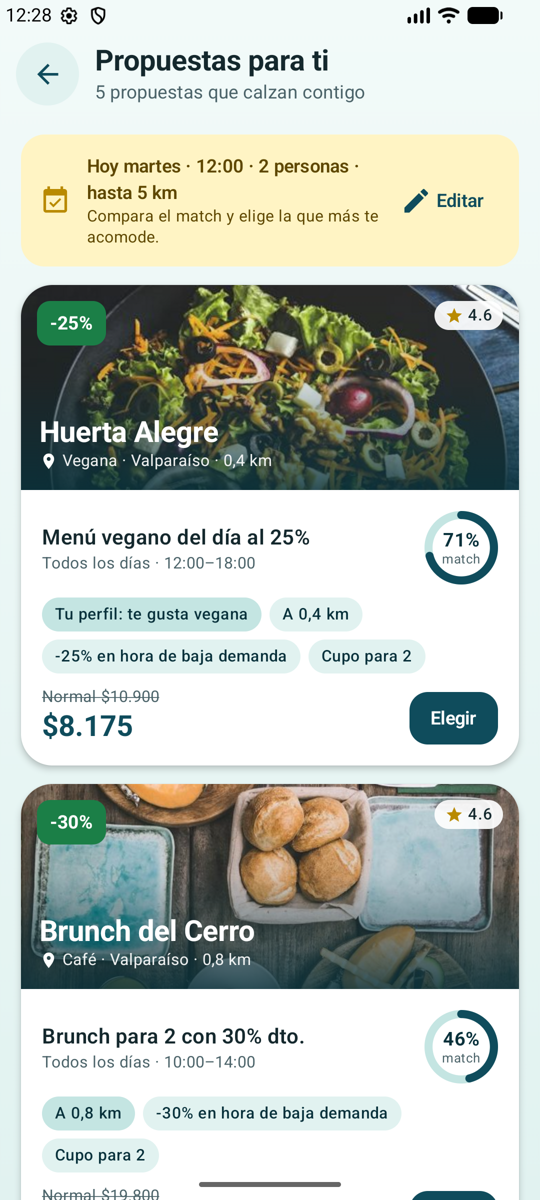 12:28
Propuestas para ti
5 propuestas que calzan contigo
Hoy martes · 12:00 · 2 personas ·
hasta 5 km
Compara el match y elige la que más te
acomode.
Editar
-25%
4.6
Huerta Alegre
Vegana · Valparaíso · 0,4 km
Menú vegano del día al 25%
Todos los días · 12:00–18:00
71%
match
Tu perfil: te gusta vegana
A 0,4 km
-25% en hora de baja demanda
Cupo para 2
Normal $10.900
$8.175
Elegir
-30%
4.6
Brunch del Cerro
Café · Valparaíso · 0,8 km
Brunch para 2 con 30% dto.
Todos los días · 10:00–14:00
46%
match
A 0,8 km
-30% en hora de baja demanda
Cupo para 2
Normal $19.800